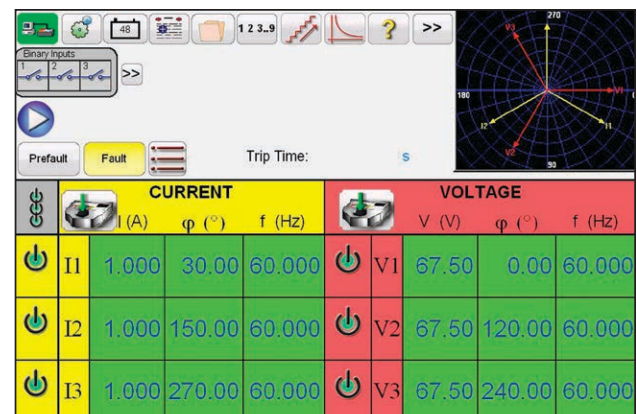 48
1 2 3..9
?
>>
Binary Inputs
1 2 3
>>
Prefault
Fault
Trip Time: s
270
V3
180
V1
I2
I1
V2
90
CURRENT
I (A) φ (°) f (Hz)
VOLTAGE
V (V) φ (°) f (Hz)
I1 1.000 30.00 60.000 V1 67.50 0.00 60.000
I2 1.000 150.00 60.000 V2 67.50 120.00 60.000
I3 1.000 270.00 60.000 V3 67.50 240.00 60.000